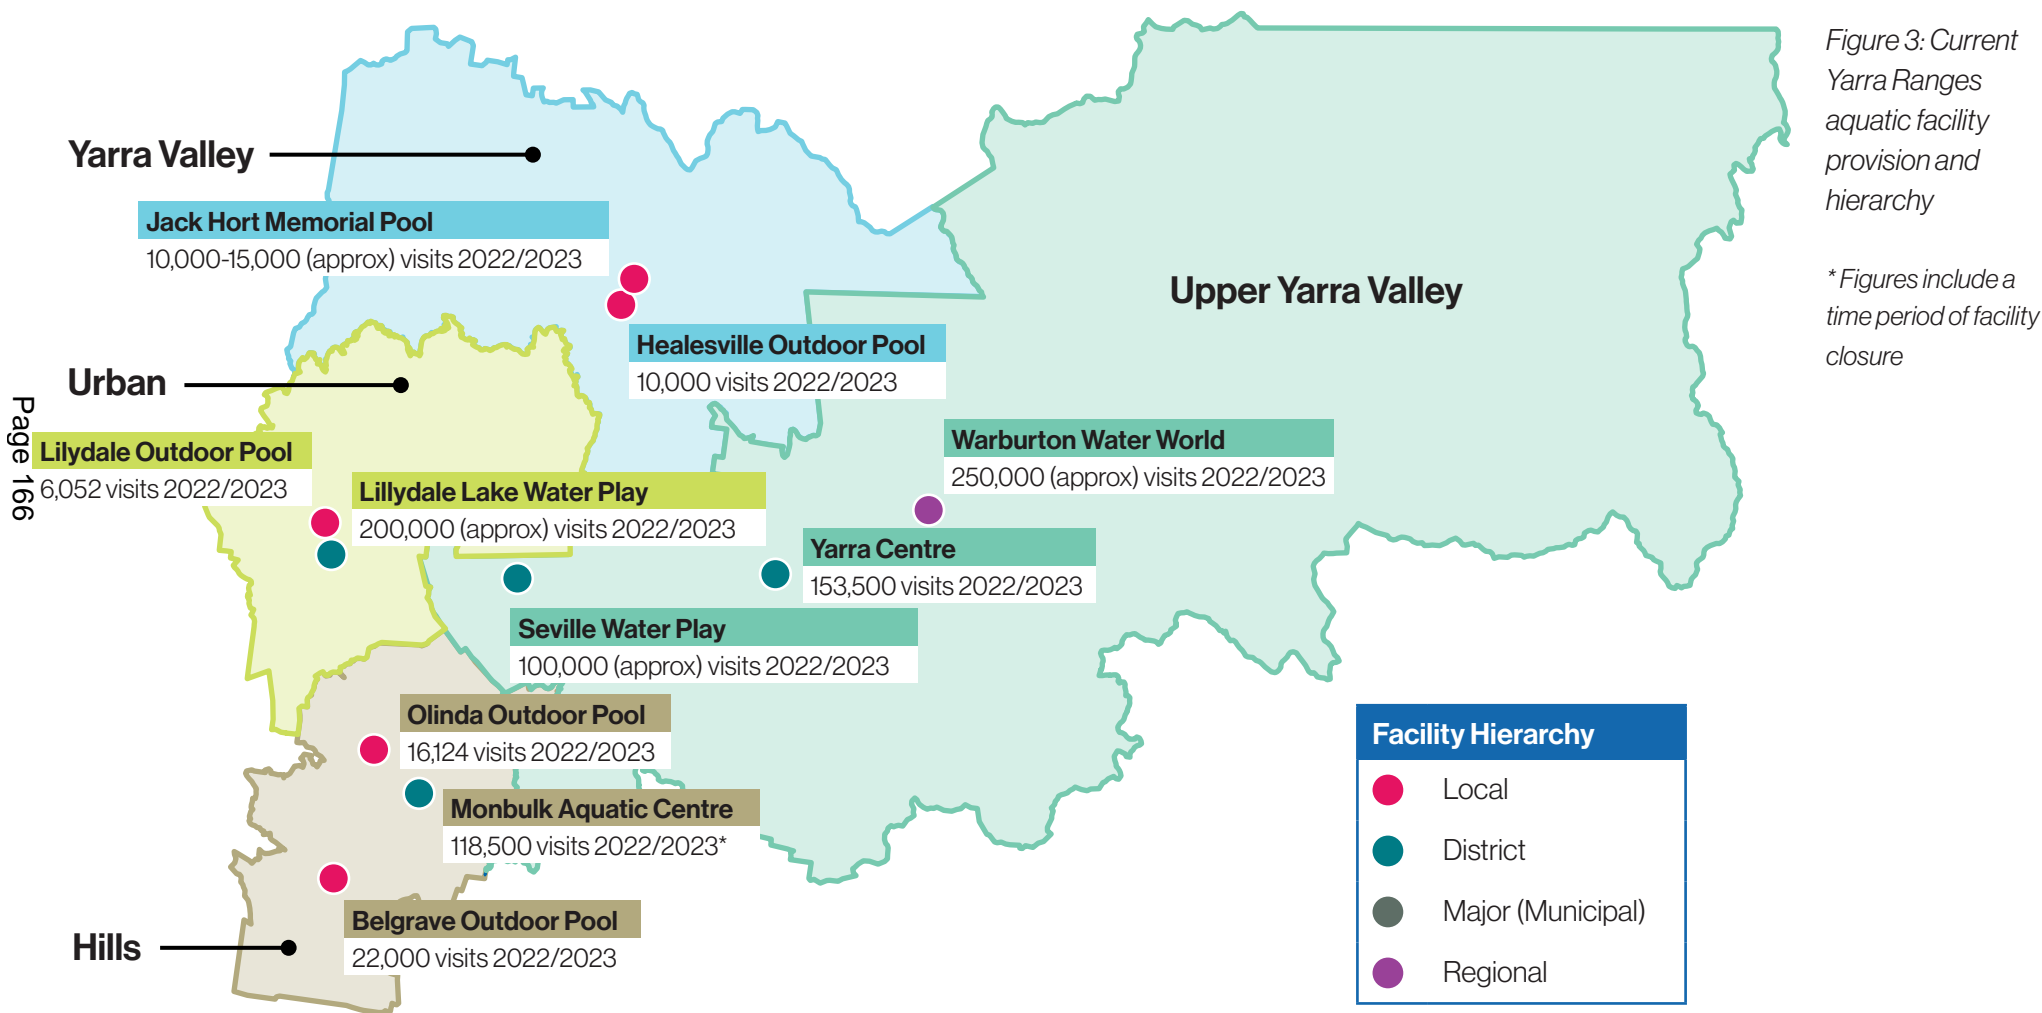 Figure 3: Current
Yarra Ranges
aquatic facility
provision and
hierarchy
* Figures include a
time period of facility
closure
Yarra Valley
Jack Hort Memorial Pool
10,000-15,000 (approx) visits 2022/2023
Upper Yarra Valley
Healesville Outdoor Pool
10,000 visits 2022/2023
Urban
Page 166
Lilydale Outdoor Pool
6,052 visits 2022/2023
Lillydale Lake Water Play
200,000 (approx) visits 2022/2023
Warburton Water World
250,000 (approx) visits 2022/2023
Yarra Centre
153,500 visits 2022/2023
Seville Water Play
100,000 (approx) visits 2022/2023
Olinda Outdoor Pool
16,124 visits 2022/2023
Monbulk Aquatic Centre
118,500 visits 2022/2023*
Belgrave Outdoor Pool
22,000 visits 2022/2023
Hills
Facility Hierarchy
Local
District
Major (Municipal)
Regional